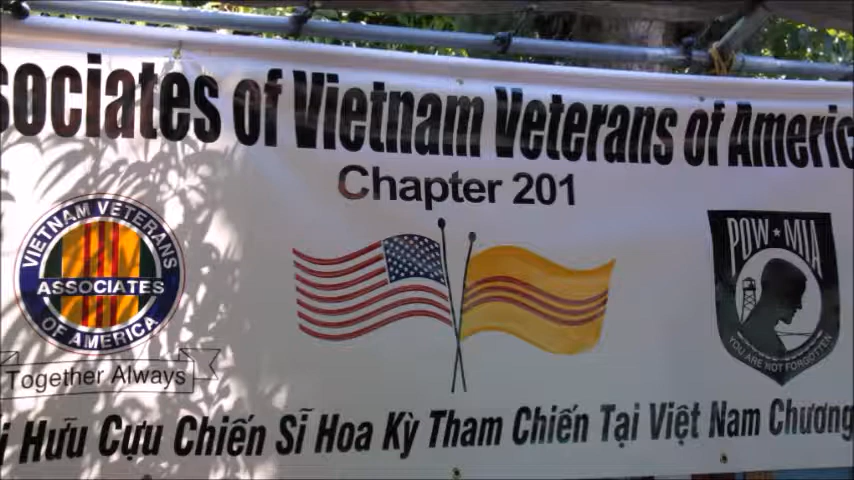 sociates of Vietnam Veterans of Americ
Chapter 201
VIETNAM VETERANS
ASSOCIATES
OF AMERICA
Together Always
POW ★ MIA
YOU ARE NOT FORGOTTEN
i Hữu Cựu Chiến Sĩ Hoa Kỳ Tham Chiến Tại Việt Nam Chương